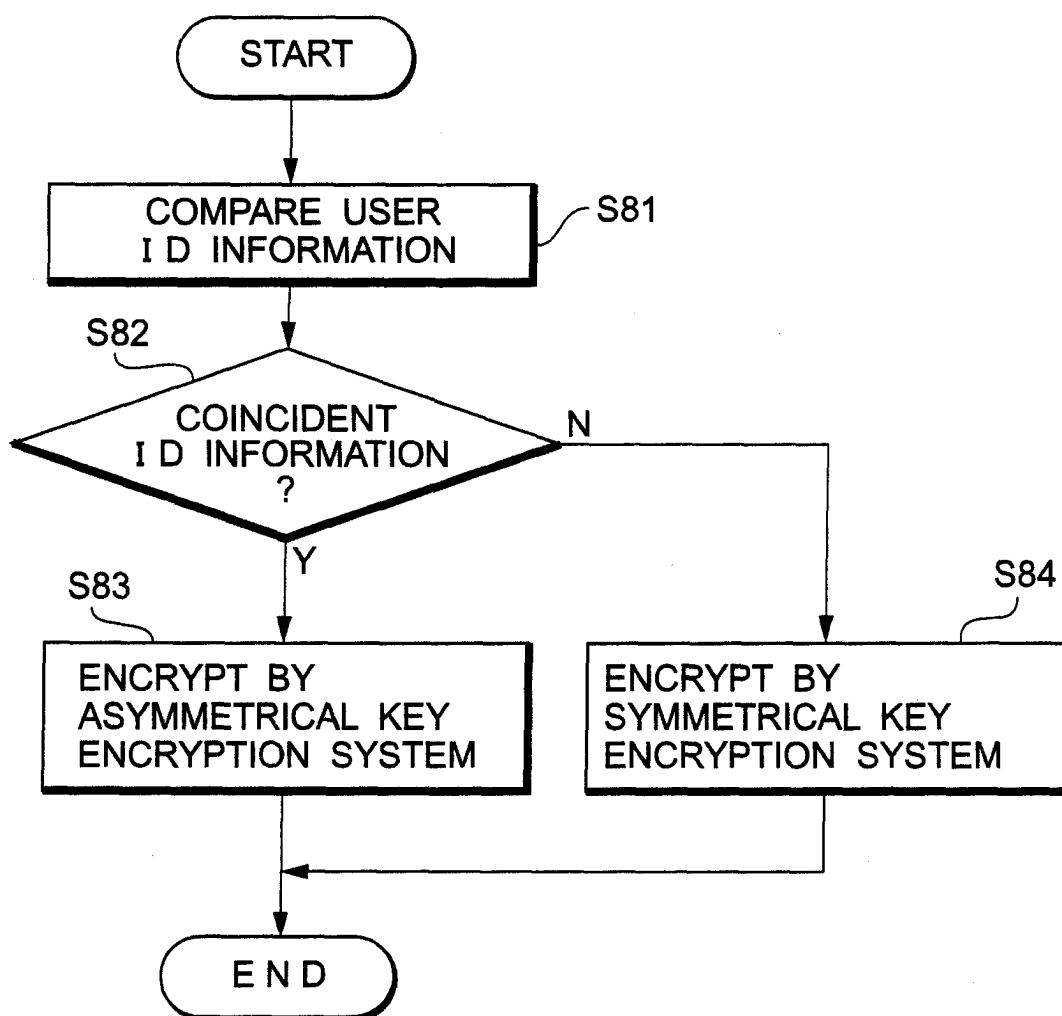 START
COMPARE USER
I D INFORMATION
S81
S82
COINCIDENT
I D INFORMATION
?
N
Y
S83
S84
ENCRYPT BY
ASYMMETRICAL KEY
ENCRYPTION SYSTEM
ENCRYPT BY
SYMMETRICAL KEY
ENCRYPTION SYSTEM
E N D